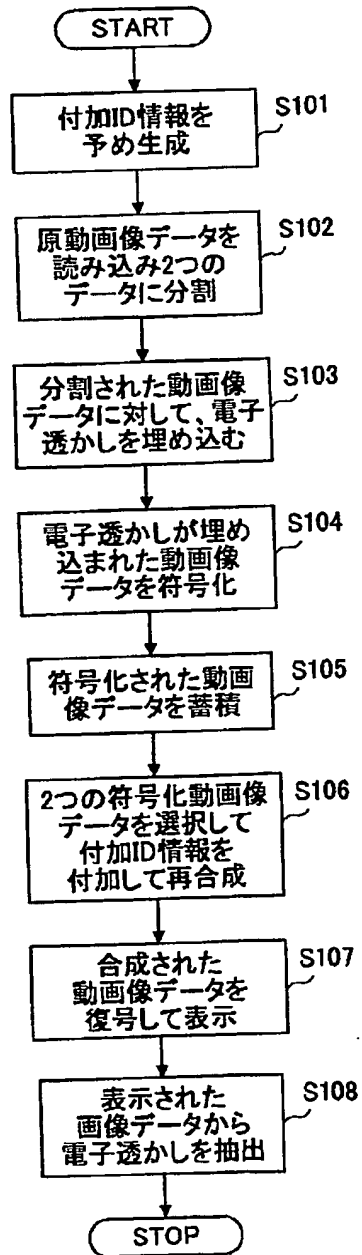 START
付加ID情報を
予め生成
S101
原動画像データを
読み込み2つの
データに分割
S102
分割された動画像
データに対して、電子
透かしを埋め込む
S103
電子透かしが埋め
込まれた動画像
データを符号化
S104
符号化された動画
像データを蓄積
S105
2つの符号化動画像
データを選択して
付加ID情報を
付加して再合成
S106
合成された
動画像データを
復号して表示
S107
表示された
画像データから
電子透かしを抽出
S108
STOP